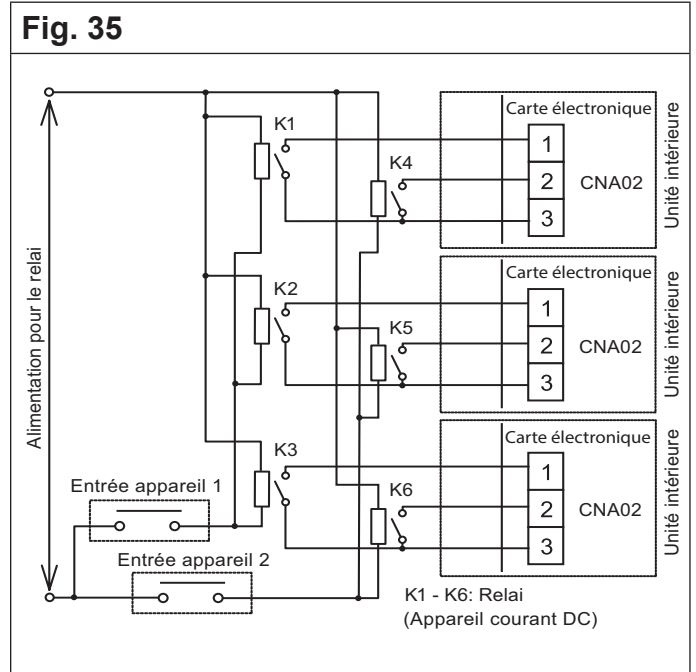 Fig. 35
Alimentation pour le relai
K1
K4
Carte électronique
1
2
3
CNA02
Unité intérieure
K2
K5
Carte électronique
1
2
3
CNA02
Unité intérieure
K3
K6
Carte électronique
1
2
3
CNA02
Unité intérieure
Entrée appareil 1
Entrée appareil 2
K1 - K6: Relai
(Appareil courant DC)